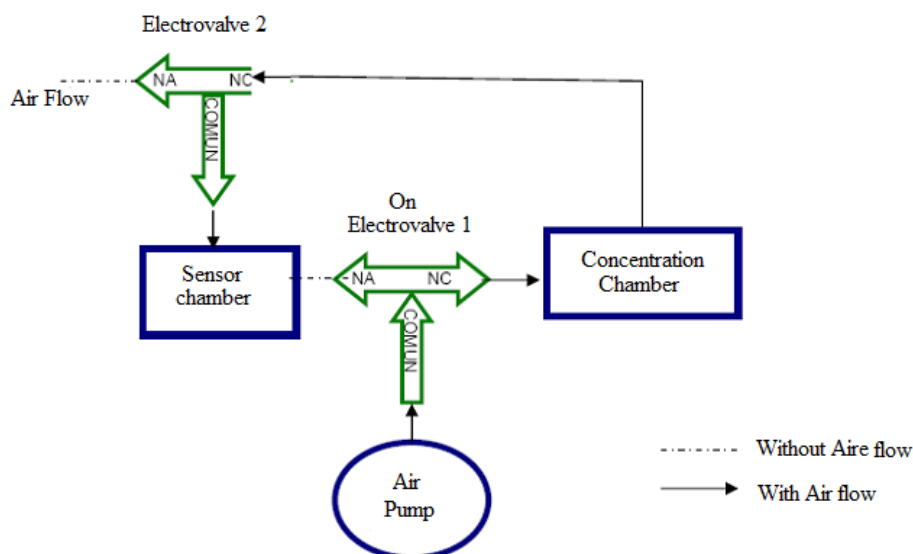 Electrovalve 2
NA
NC
Air Flow
COMUN
On
Electrovalve 1
Sensor
chamber
NA
NC
Concentration
Chamber
COMUN
Air
Pump
Without Aire flow
With Air flow